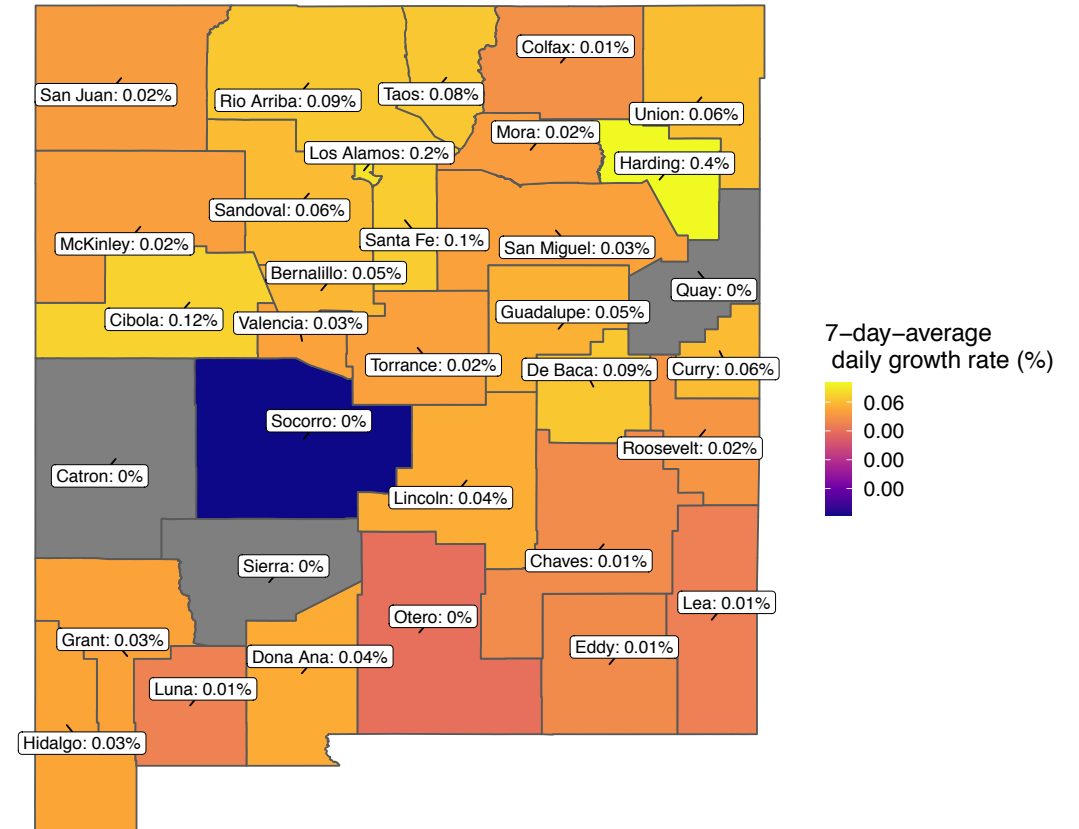 Colfax: 0.01%
San Juan: 0.02%
Rio Arriba: 0.09%
Taos: 0.08%
Union: 0.06%
Mora: 0.02%
Los Alamos: 0.2%
Harding: 0.4%
Sandoval: 0.06%
McKinley: 0.02%
Santa Fe: 0.1%
San Miguel: 0.03%
Bernalillo: 0.05%
Quay: 0%
Cibola: 0.12%
Valencia: 0.03%
Guadalupe: 0.05%
Torrance: 0.02%
De Baca: 0.09%
Curry: 0.06%
Socorro: 0%
Roosevelt: 0.02%
Catron: 0%
Lincoln: 0.04%
Sierra: 0%
Chaves: 0.01%
Otero: 0%
Lea: 0.01%
Grant: 0.03%
Dona Ana: 0.04%
Eddy: 0.01%
Luna: 0.01%
Hidalgo: 0.03%
7−day−average
daily growth rate (%)
0.06
0.00
0.00
0.00